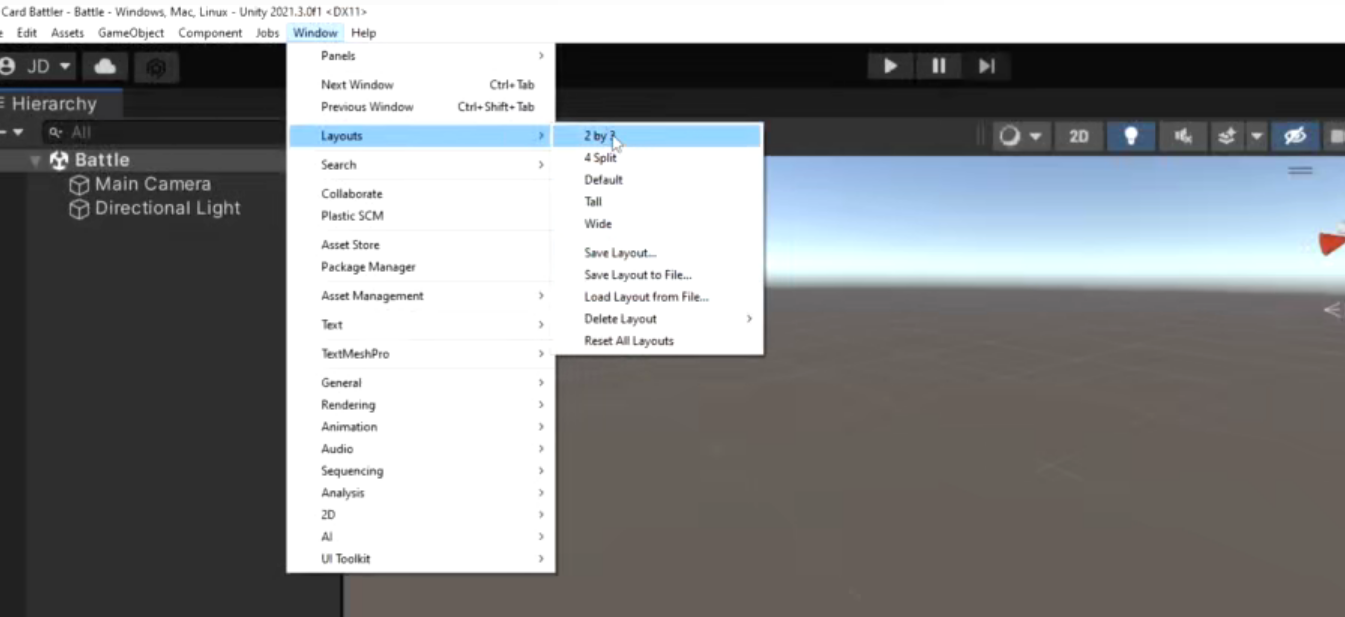 Card Battler - Battle - Windows, Mac, Linux - Unity 2021.3.0f1 <DX11>
Edit Assets GameObject Component Jobs Window Help
JD
Hierarchy
All
Battle
Main Camera
Directional Light
Panels
Next Window Ctrl+Tab
Previous Window Ctrl+Shift+Tab
Layouts
Search
Collaborate
Plastic SCM
Asset Store
Package Manager
Asset Management
Text
TextMeshPro
General
Rendering
Animation
Audio
Sequencing
Analysis
2D
AI
UI Toolkit
2 by 3
4 Split
Default
Tall
Wide
Save Layout...
Save Layout to File...
Load Layout from File...
Delete Layout
Reset All Layouts
2D